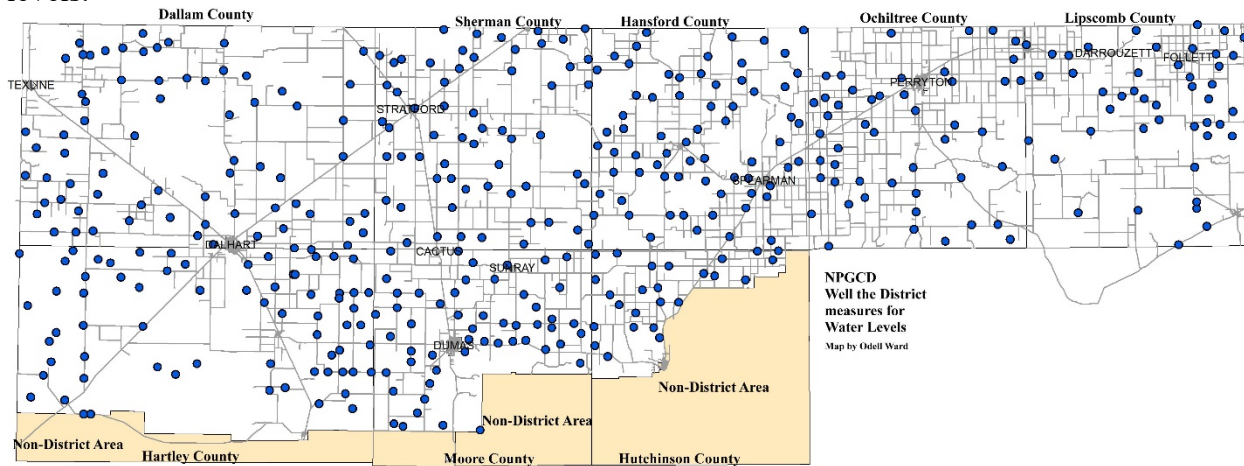 Dallam County
Sherman County
Hansford County
Ochiltree County
Lipscomb County
DARROUZETT
FOLLETT
TEXLINE
PERRYTON
STRATFORD
SPEARMAN
DALHART
CACTUS
SUNRAY
NPGCD
Well the District
measures for
Water Levels
Map by Odell Ward
DUMAS
Non-District Area
Non-District Area
Non-District Area
Hartley County
Moore County
Hutchinson County